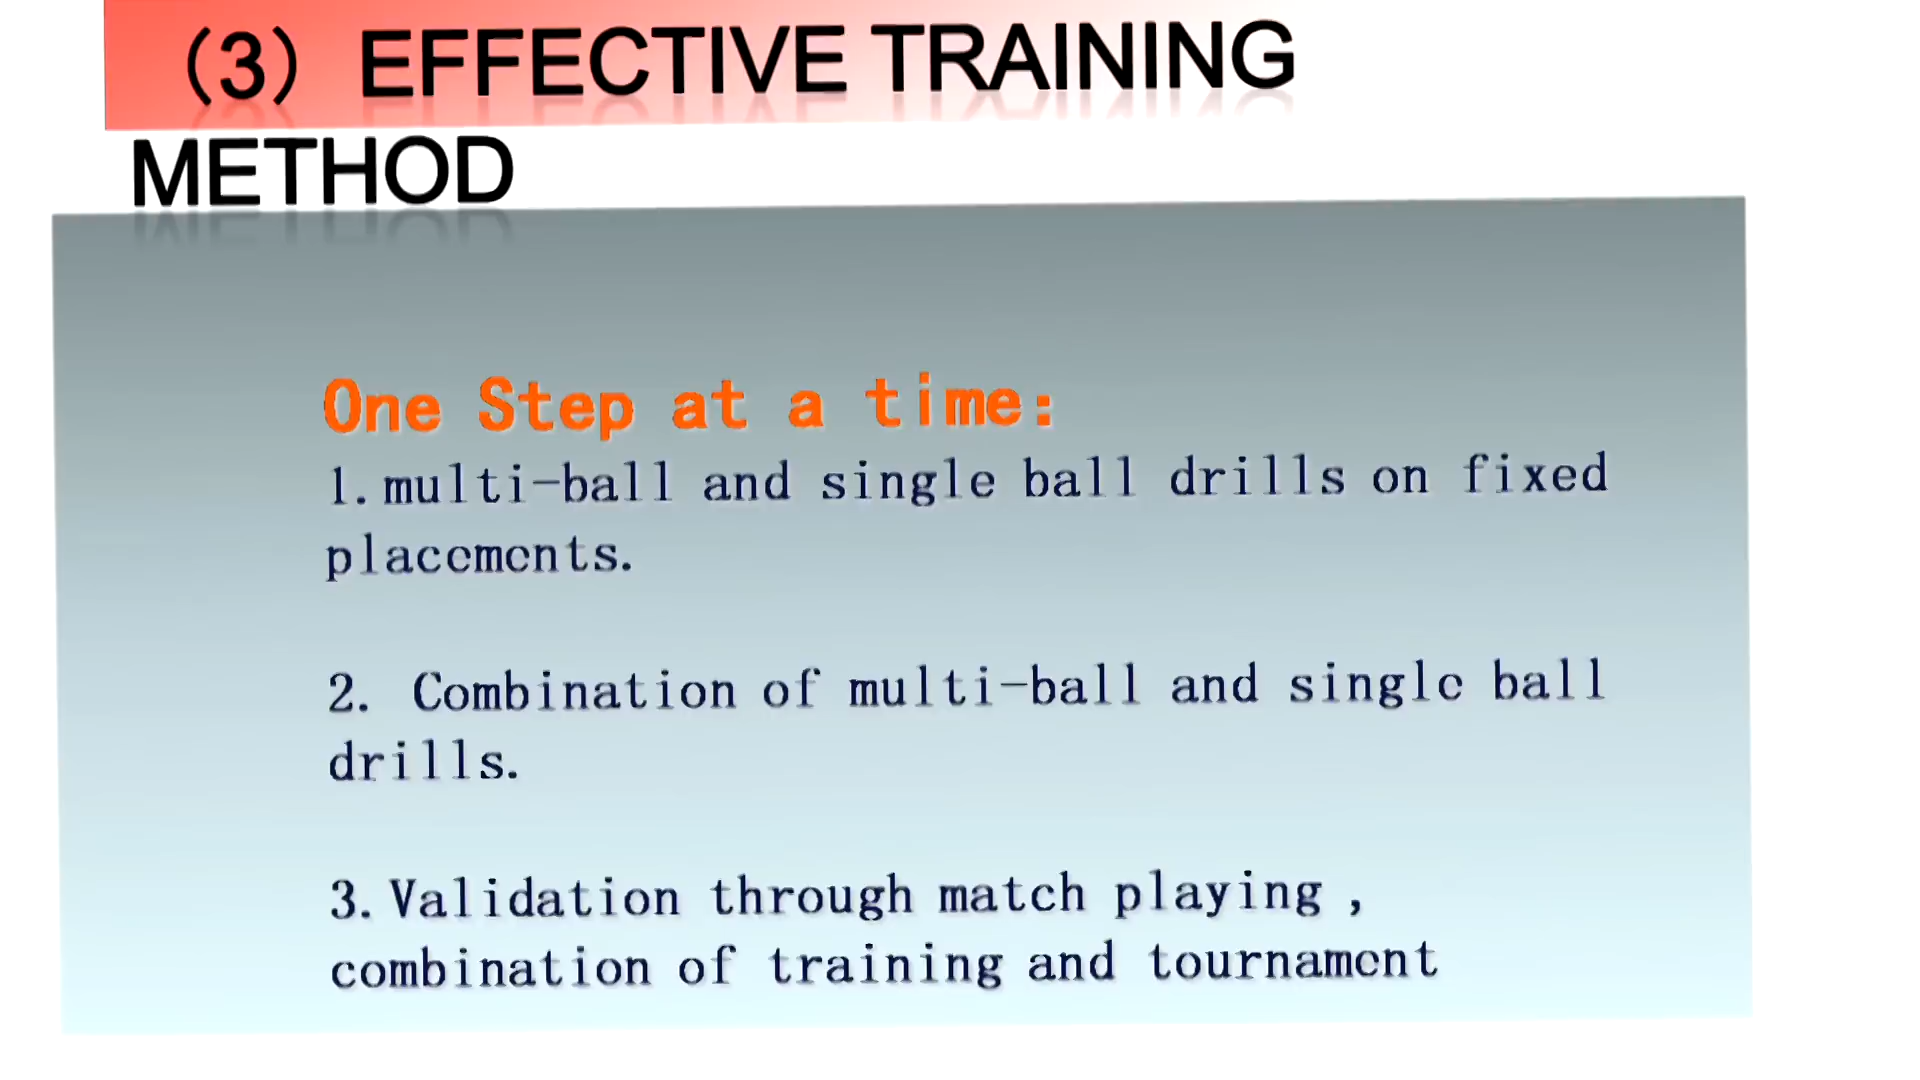 （3）EFFECTIVE TRAINING
METHOD
One Step at a time:
1.multi-ball and single ball drills on fixed
placements.
2. Combination of multi-ball and single ball
drills.
3.Validation through match playing ,
combination of training and tournament